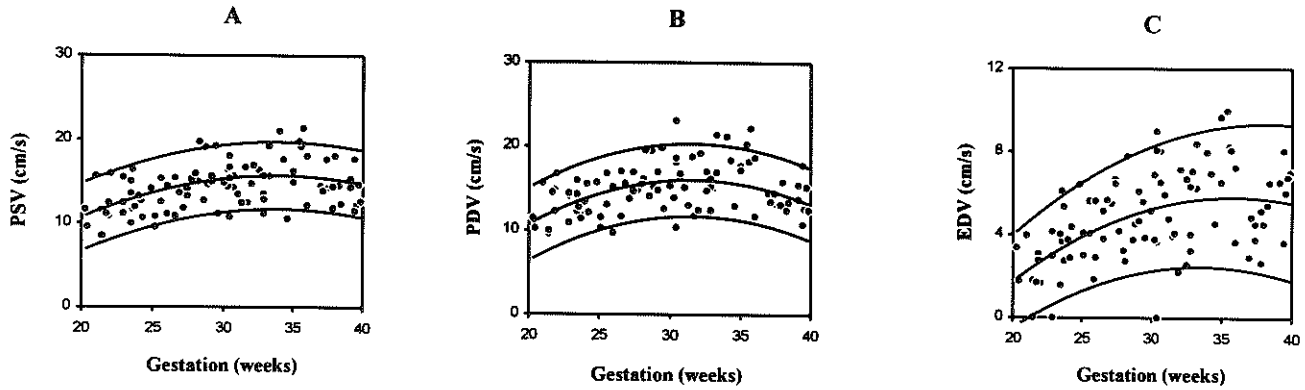 A
30
20
10
0
PSV (cm/s)
20 25 30 35 40
Gestation (weeks)
B
30
20
10
0
PDV (cm/s)
20 25 30 35 40
Gestation (weeks)
C
12
8
4
0
EDV (cm/s)
20 25 30 35 40
Gestation (weeks)